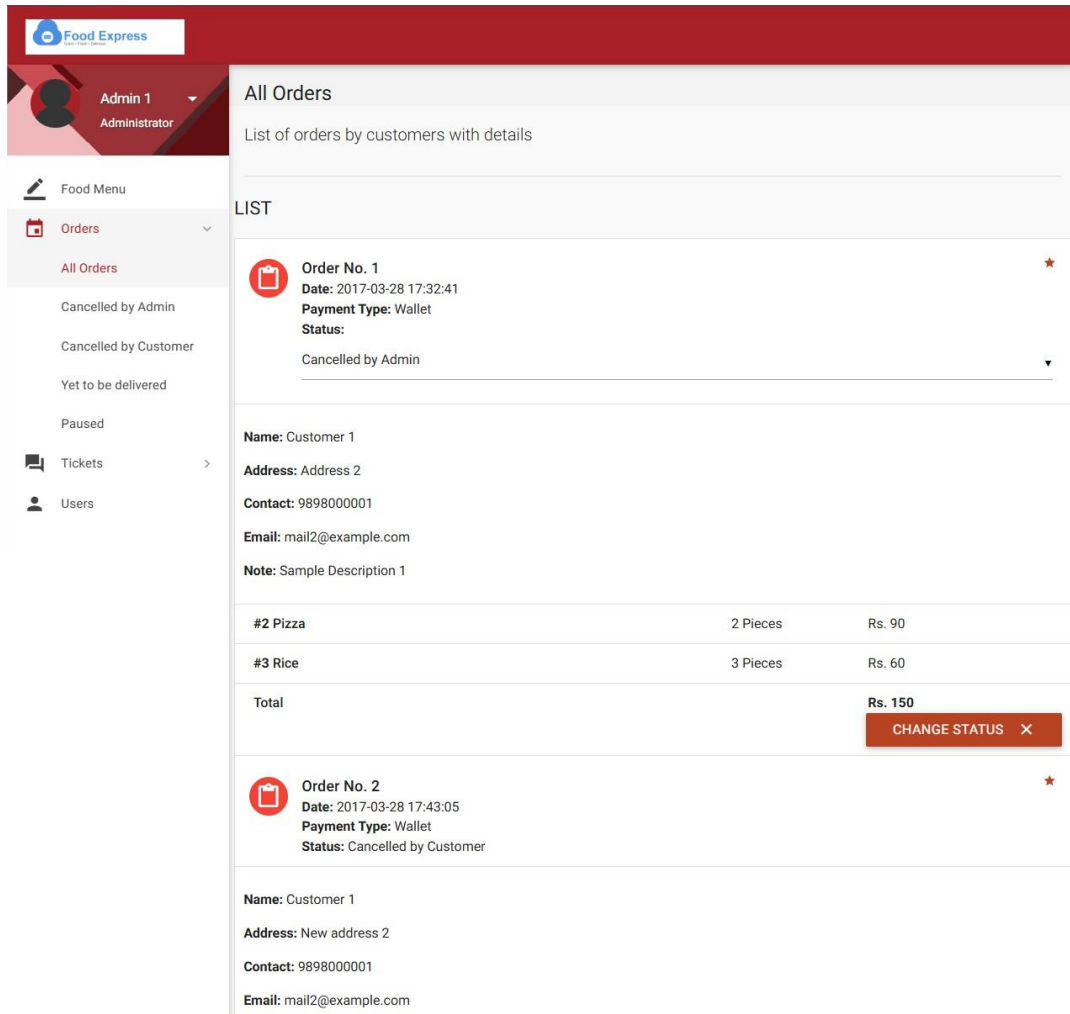 Food Express
Admin 1
Administrator
Food Menu
Orders
All Orders
Cancelled by Admin
Cancelled by Customer
Yet to be delivered
Paused
Tickets
Users
All Orders
List of orders by customers with details
LIST
Order No. 1
Date: 2017-03-28 17:32:41
Payment Type: Wallet
Status:
Cancelled by Admin
Name: Customer 1
Address: Address 2
Contact: 9898000001
Email: mail2@example.com
Note: Sample Description 1
#2 Pizza 2 Pieces Rs. 90
#3 Rice 3 Pieces Rs. 60
Total Rs. 150
CHANGE STATUS
Order No. 2
Date: 2017-03-28 17:43:05
Payment Type: Wallet
Status: Cancelled by Customer
Name: Customer 1
Address: New address 2
Contact: 9898000001
Email: mail2@example.com